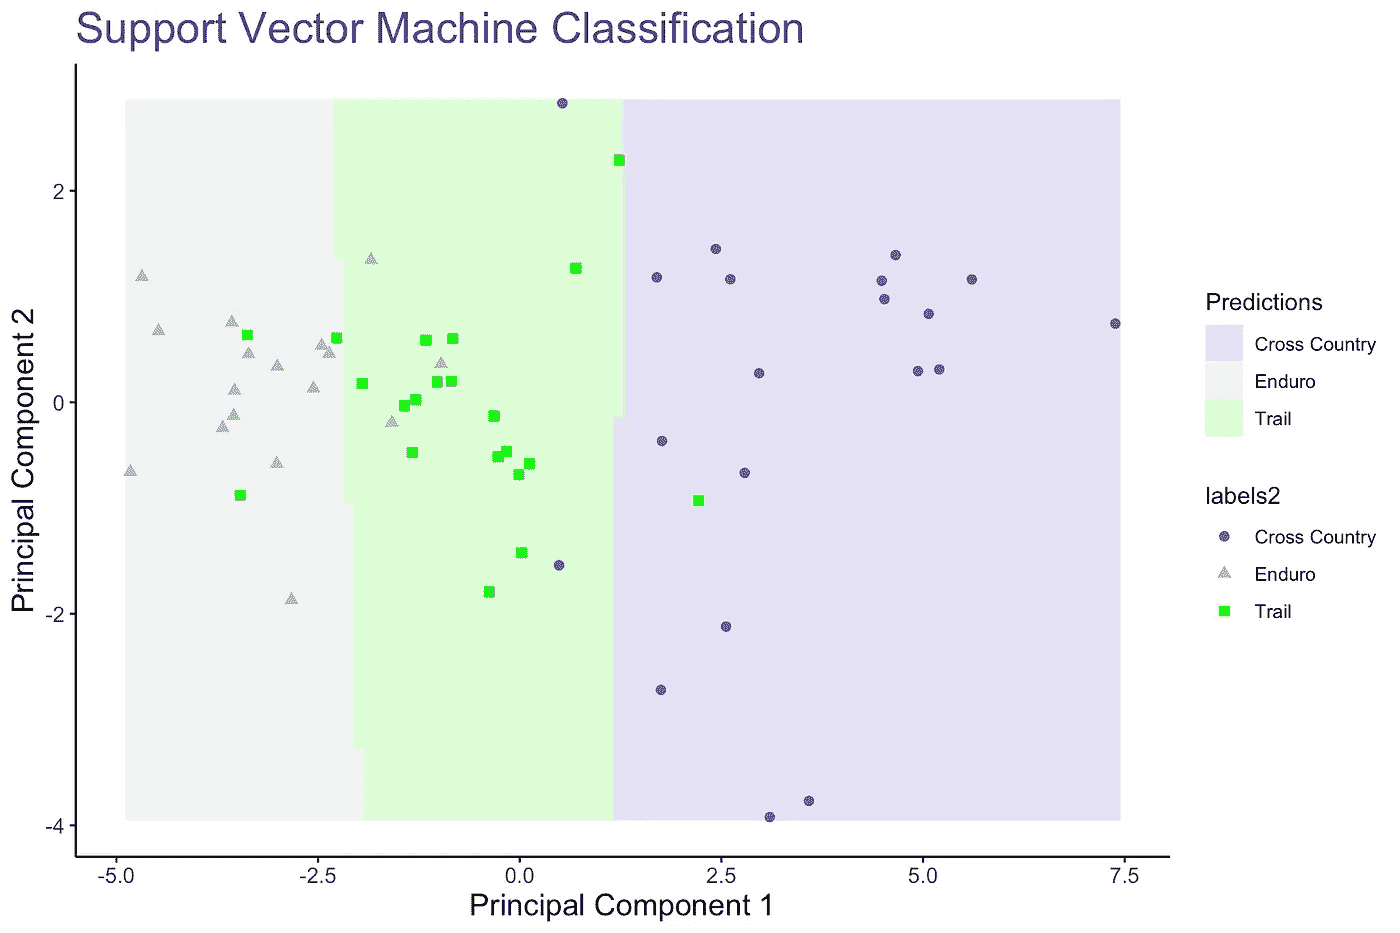 Support Vector Machine Classification
Principal Component 2
2
0
-2
-4
-5.0 -2.5 0.0 2.5 5.0 7.5
Principal Component 1
Predictions
Cross Country
Enduro
Trail
labels2
Cross Country
Enduro
Trail